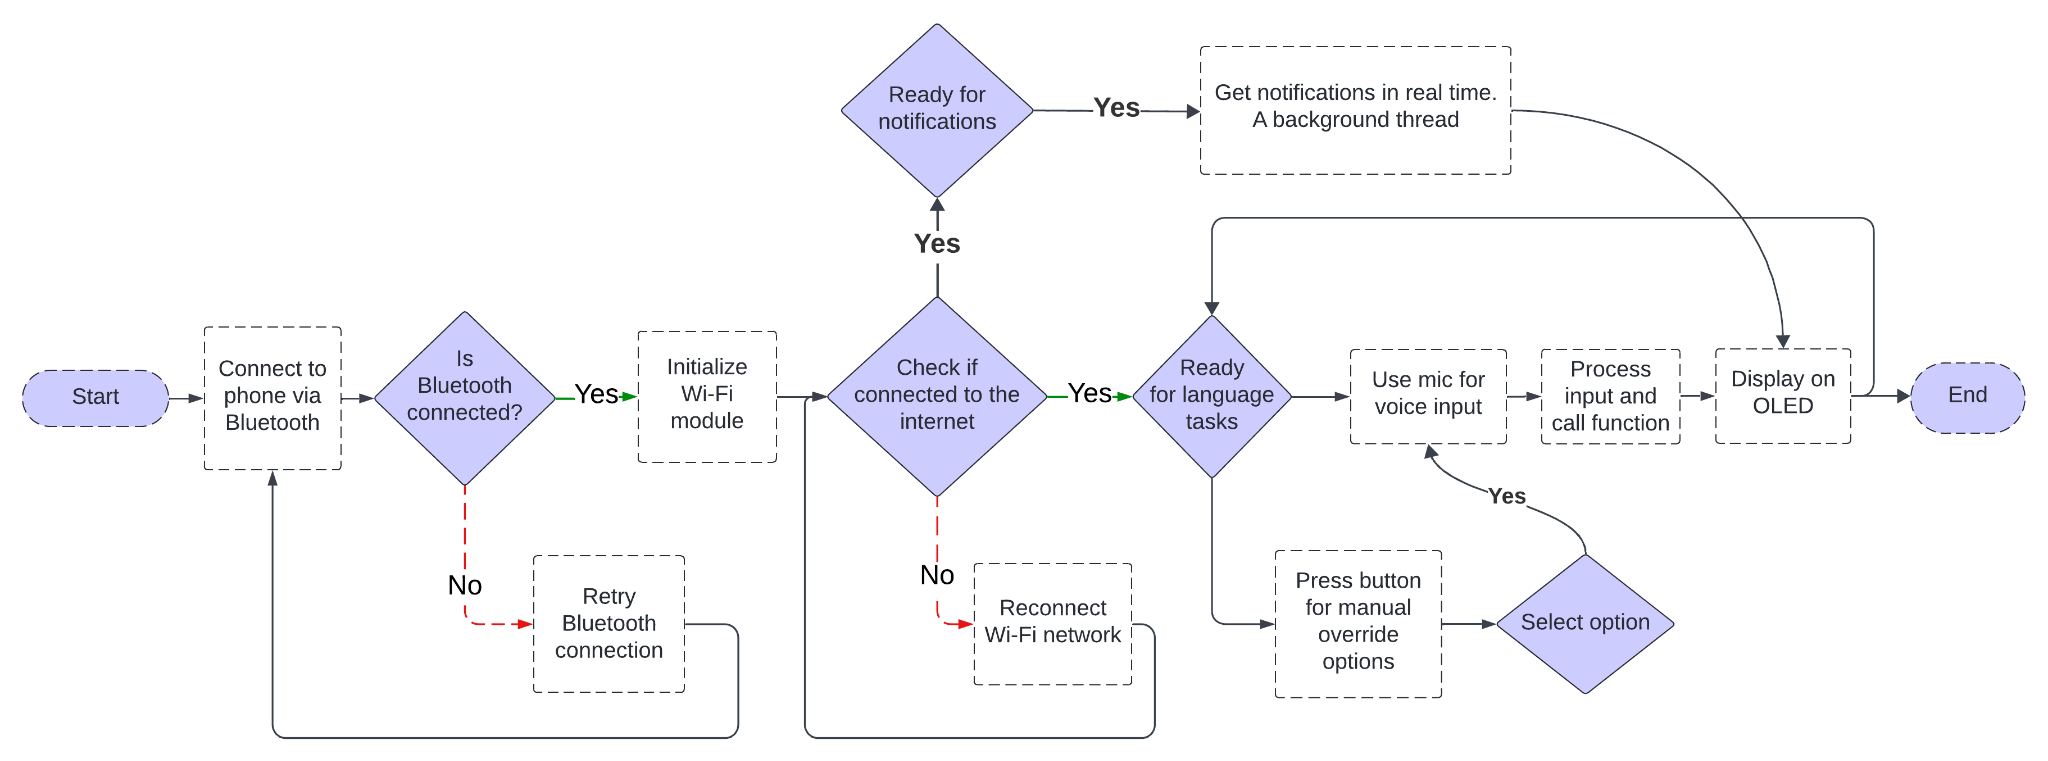 Ready for
notifications
Yes
Get notifications in real time.
A background thread
Yes
Start
Connect to
phone via
Bluetooth
Is
Bluetooth
connected?
Yes
Initialize
Wi-Fi
module
Check if
connected to the
internet
Yes
Ready
for language
tasks
Use mic for
voice input
Process
input and
call function
Display on
OLED
End
No
Retry
Bluetooth
connection
No
Reconnect
Wi-Fi network
Press button
for manual
override
options
Select option
Yes